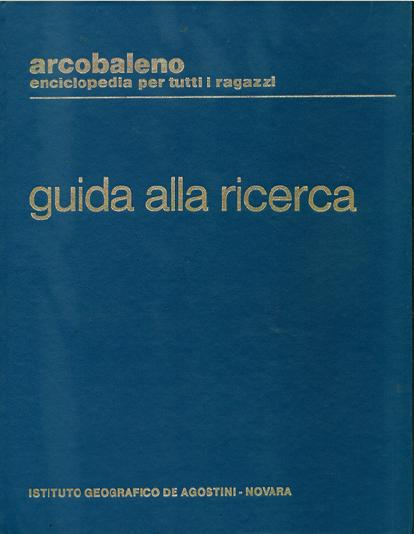 arcobaleno
enciclopedia per tutti i ragazzi
guida alla ricerca
ISTITUTO GEOGRAFICO DE AGOSTINI - NOVARA